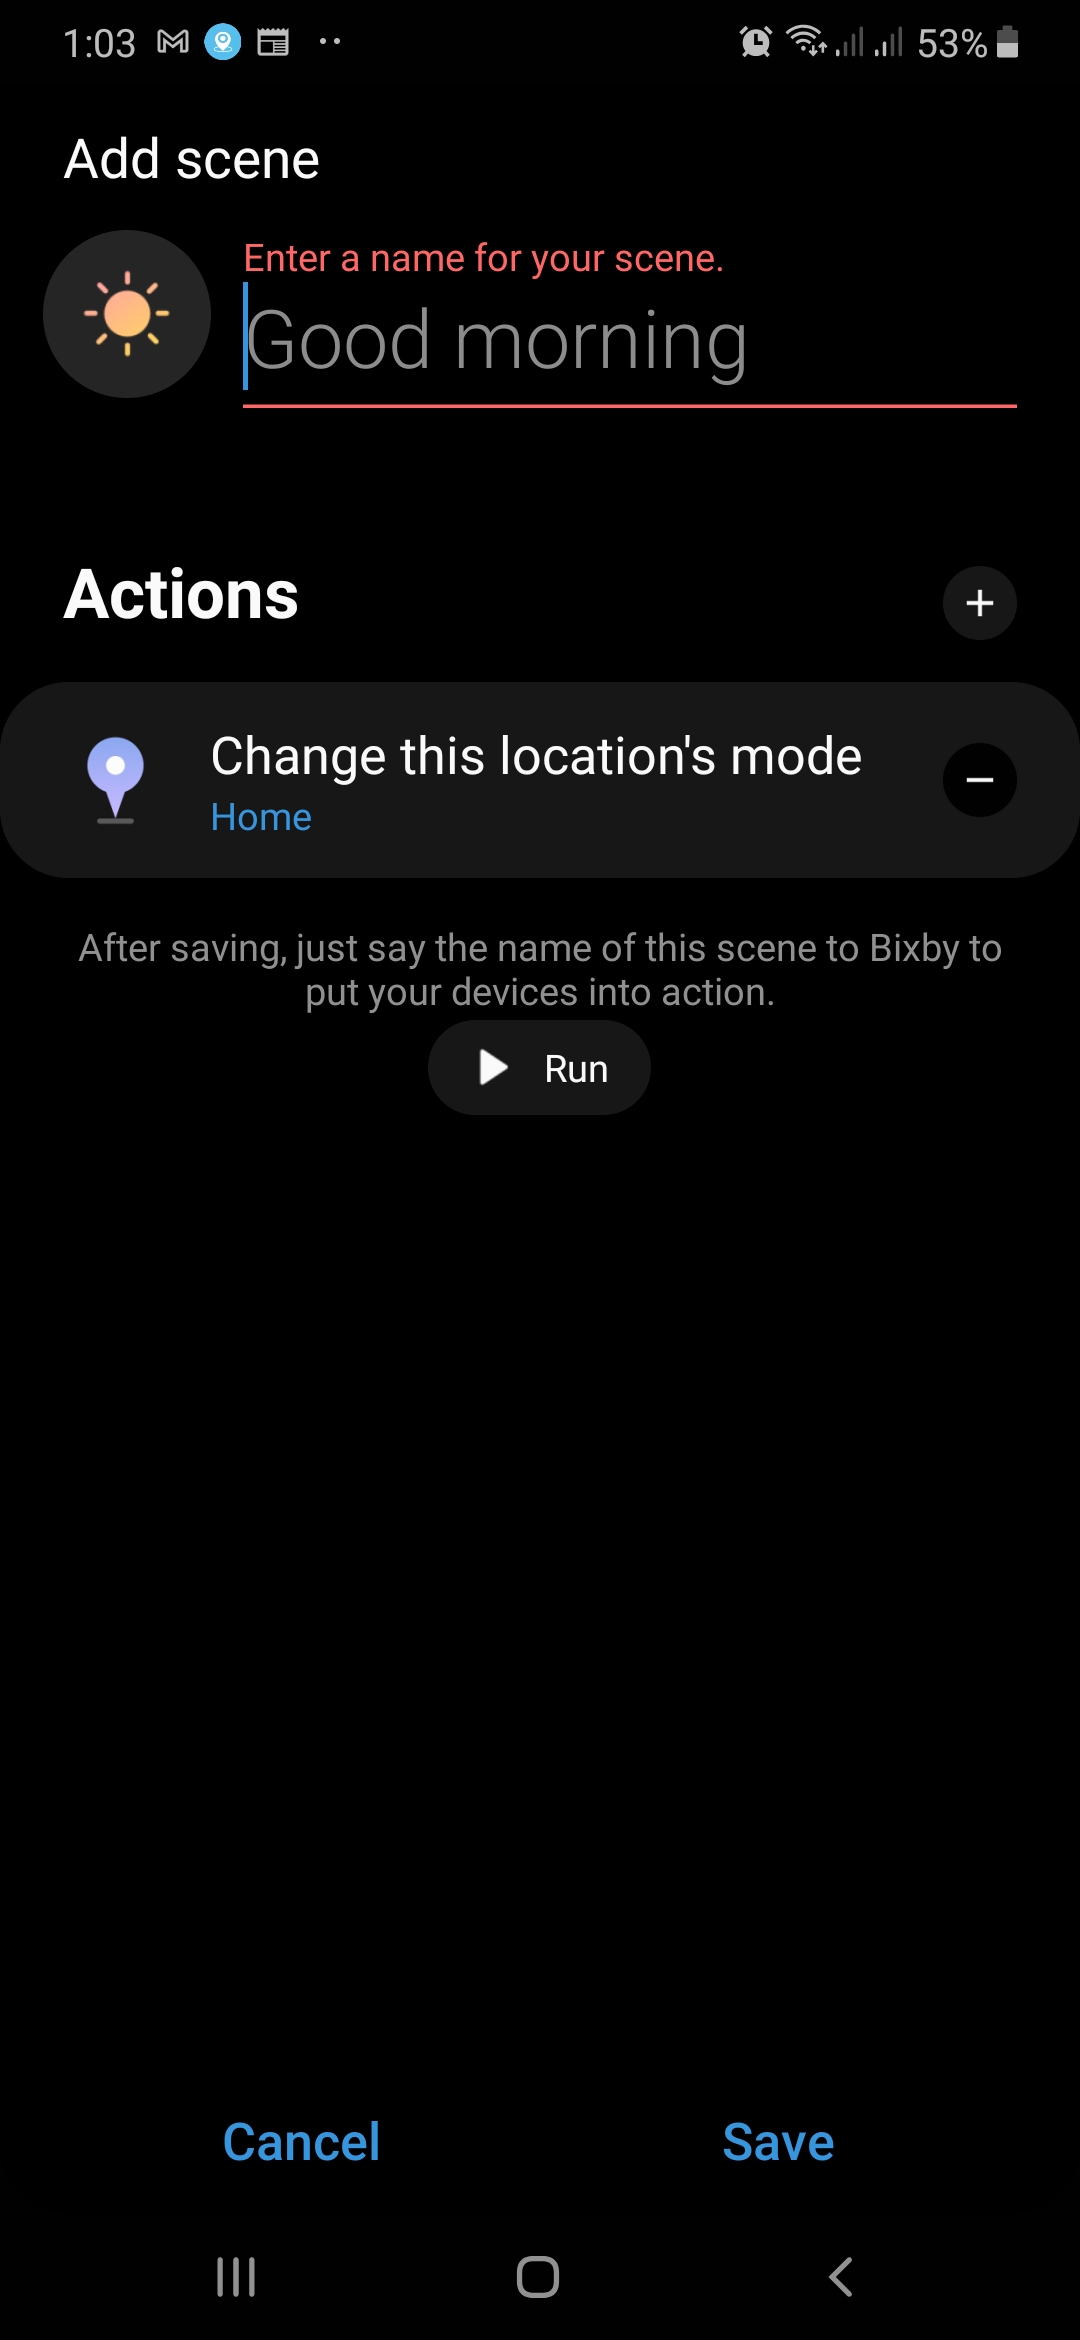 1:03
53%
Add scene
Enter a name for your scene.
Good morning
Actions
Change this location's mode
Home
After saving, just say the name of this scene to Bixby to
put your devices into action.
Run
Cancel
Save